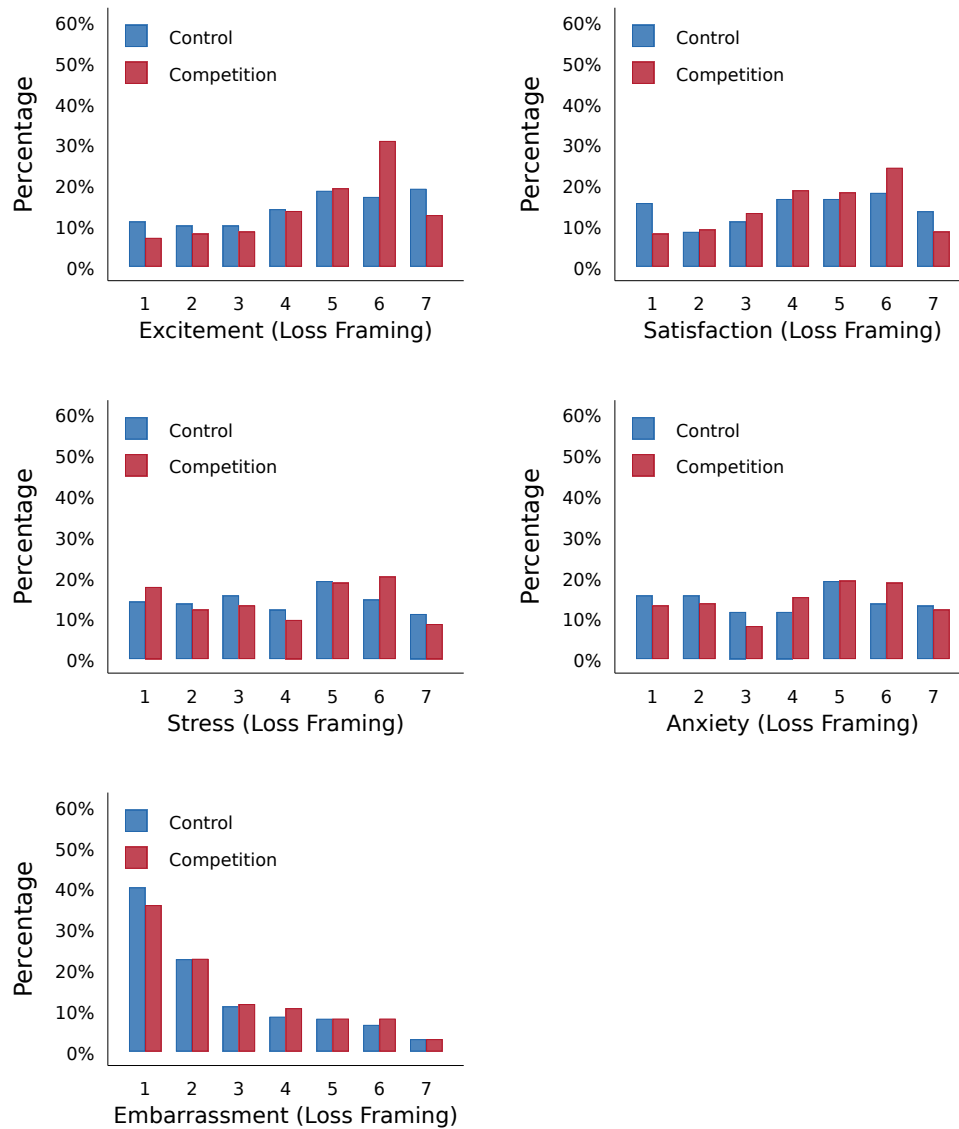 Percentage
60%
50%
40%
30%
20%
10%
0%
Control
Competition
1 2 3 4 5 6 7
Excitement (Loss Framing)
Percentage
60%
50%
40%
30%
20%
10%
0%
Control
Competition
1 2 3 4 5 6 7
Satisfaction (Loss Framing)
Percentage
60%
50%
40%
30%
20%
10%
0%
Control
Competition
1 2 3 4 5 6 7
Stress (Loss Framing)
Percentage
60%
50%
40%
30%
20%
10%
0%
Control
Competition
1 2 3 4 5 6 7
Anxiety (Loss Framing)
Percentage
60%
50%
40%
30%
20%
10%
0%
Control
Competition
1 2 3 4 5 6 7
Embarrassment (Loss Framing)